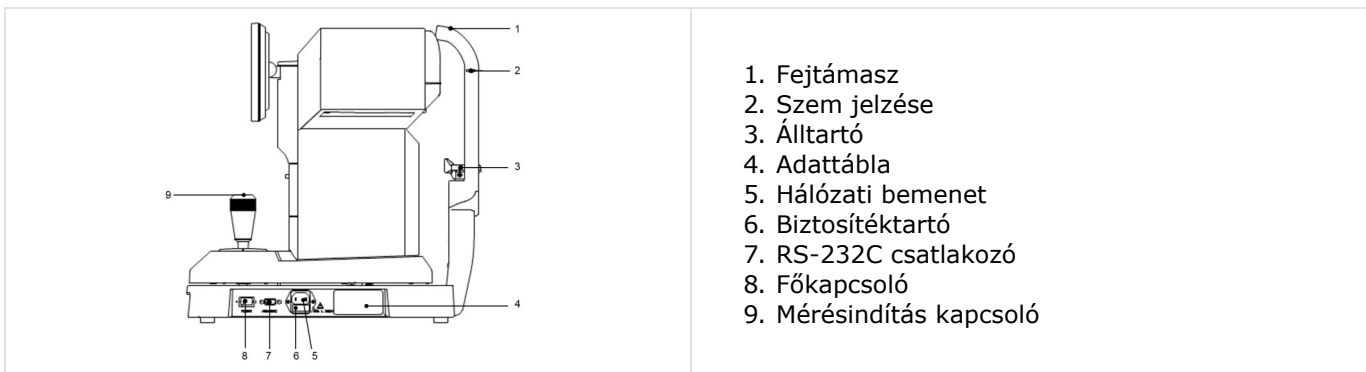 1
2
3
4
5
6
7
8
9
1. Fejtámasz
2. Szem jelzése
3. Álltartó
4. Adattábla
5. Hálózati bemenet
6. Biztosítéktartó
7. RS-232C csatlakozó
8. Főkapcsoló
9. Mérésindítás kapcsoló